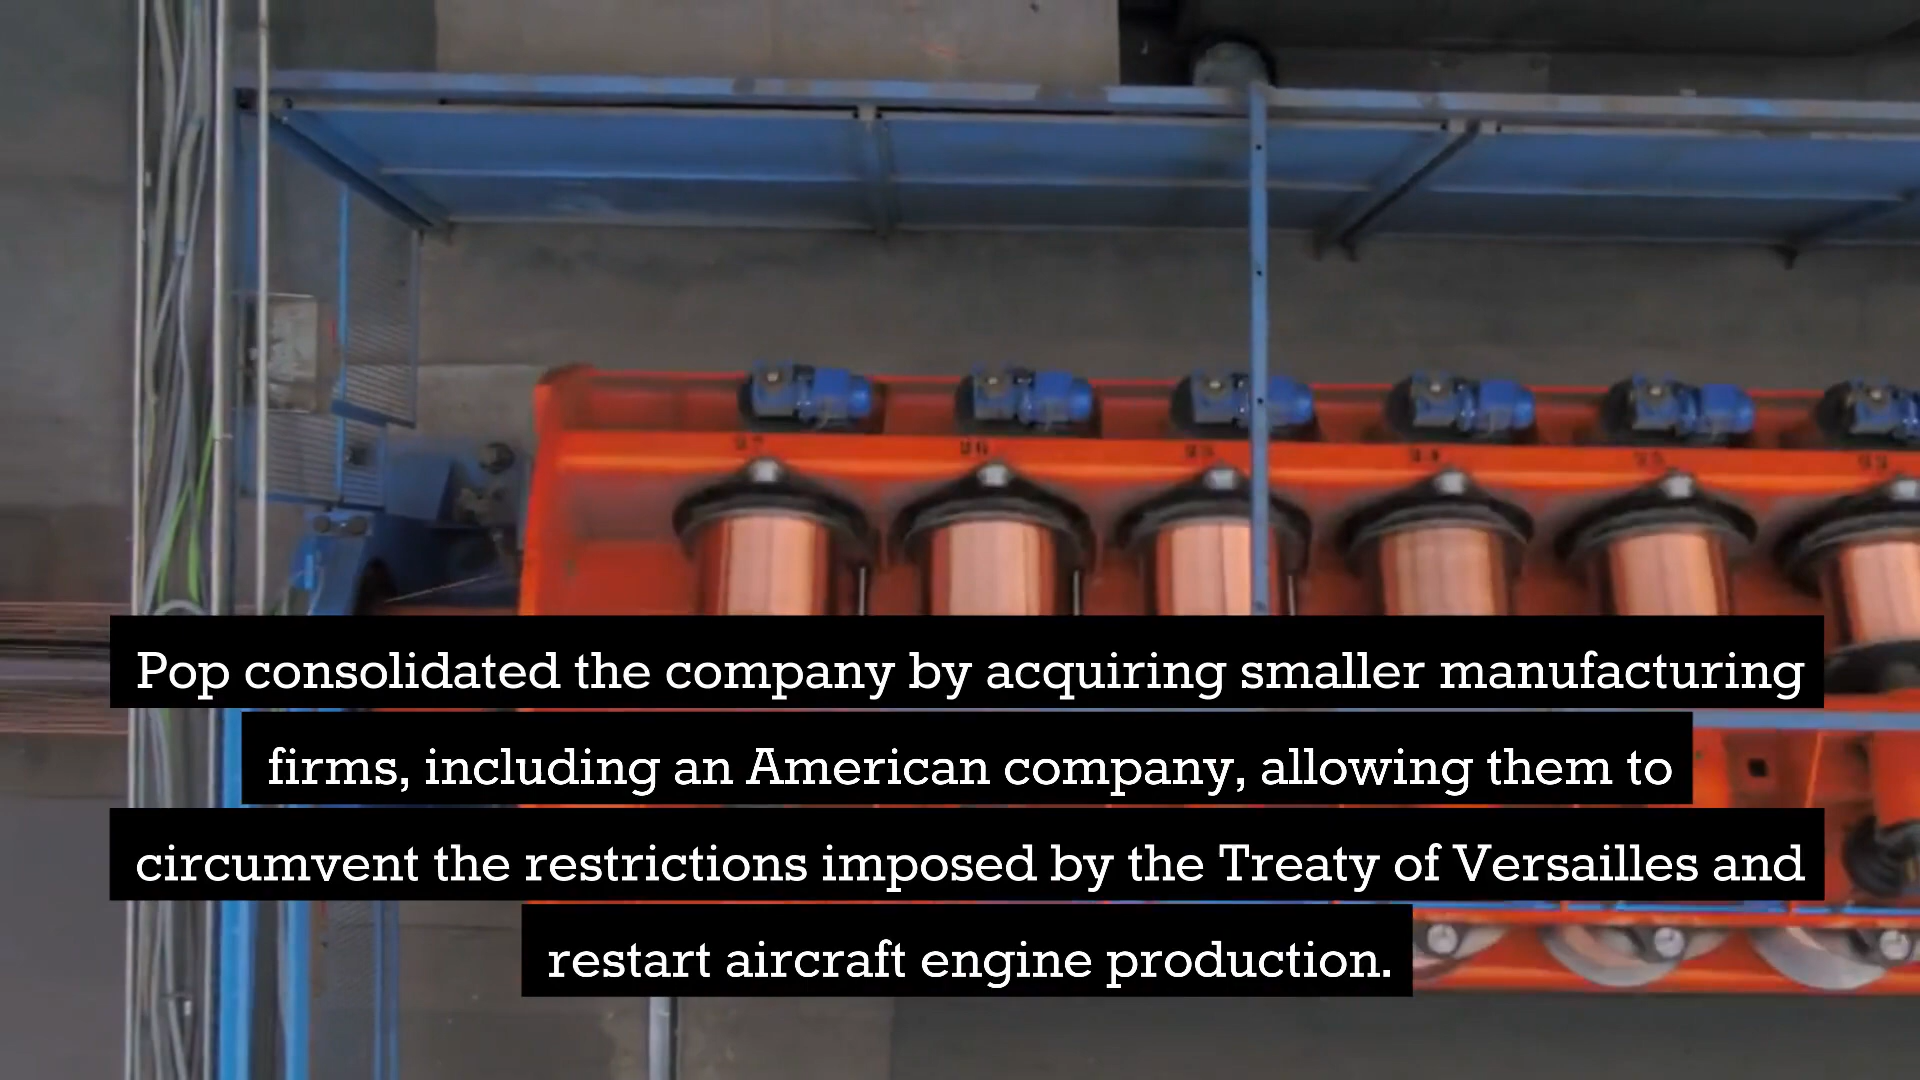 Pop consolidated the company by acquiring smaller manufacturing
firms, including an American company, allowing them to
circumvent the restrictions imposed by the Treaty of Versailles and
restart aircraft engine production.